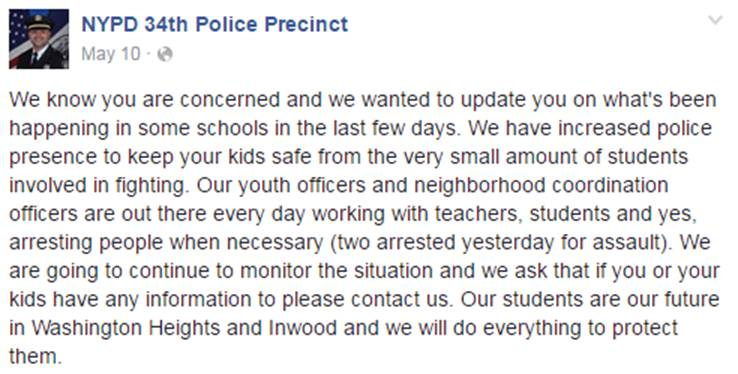 NYPD 34th Police Precinct
May 10 ·
We know you are concerned and we wanted to update you on what's been
happening in some schools in the last few days. We have increased police
presence to keep your kids safe from the very small amount of students
involved in fighting. Our youth officers and neighborhood coordination
officers are out there every day working with teachers, students and yes,
arresting people when necessary (two arrested yesterday for assault). We
are going to continue to monitor the situation and we ask that if you or your
kids have any information to please contact us. Our students are our future
in Washington Heights and Inwood and we will do everything to protect
them.